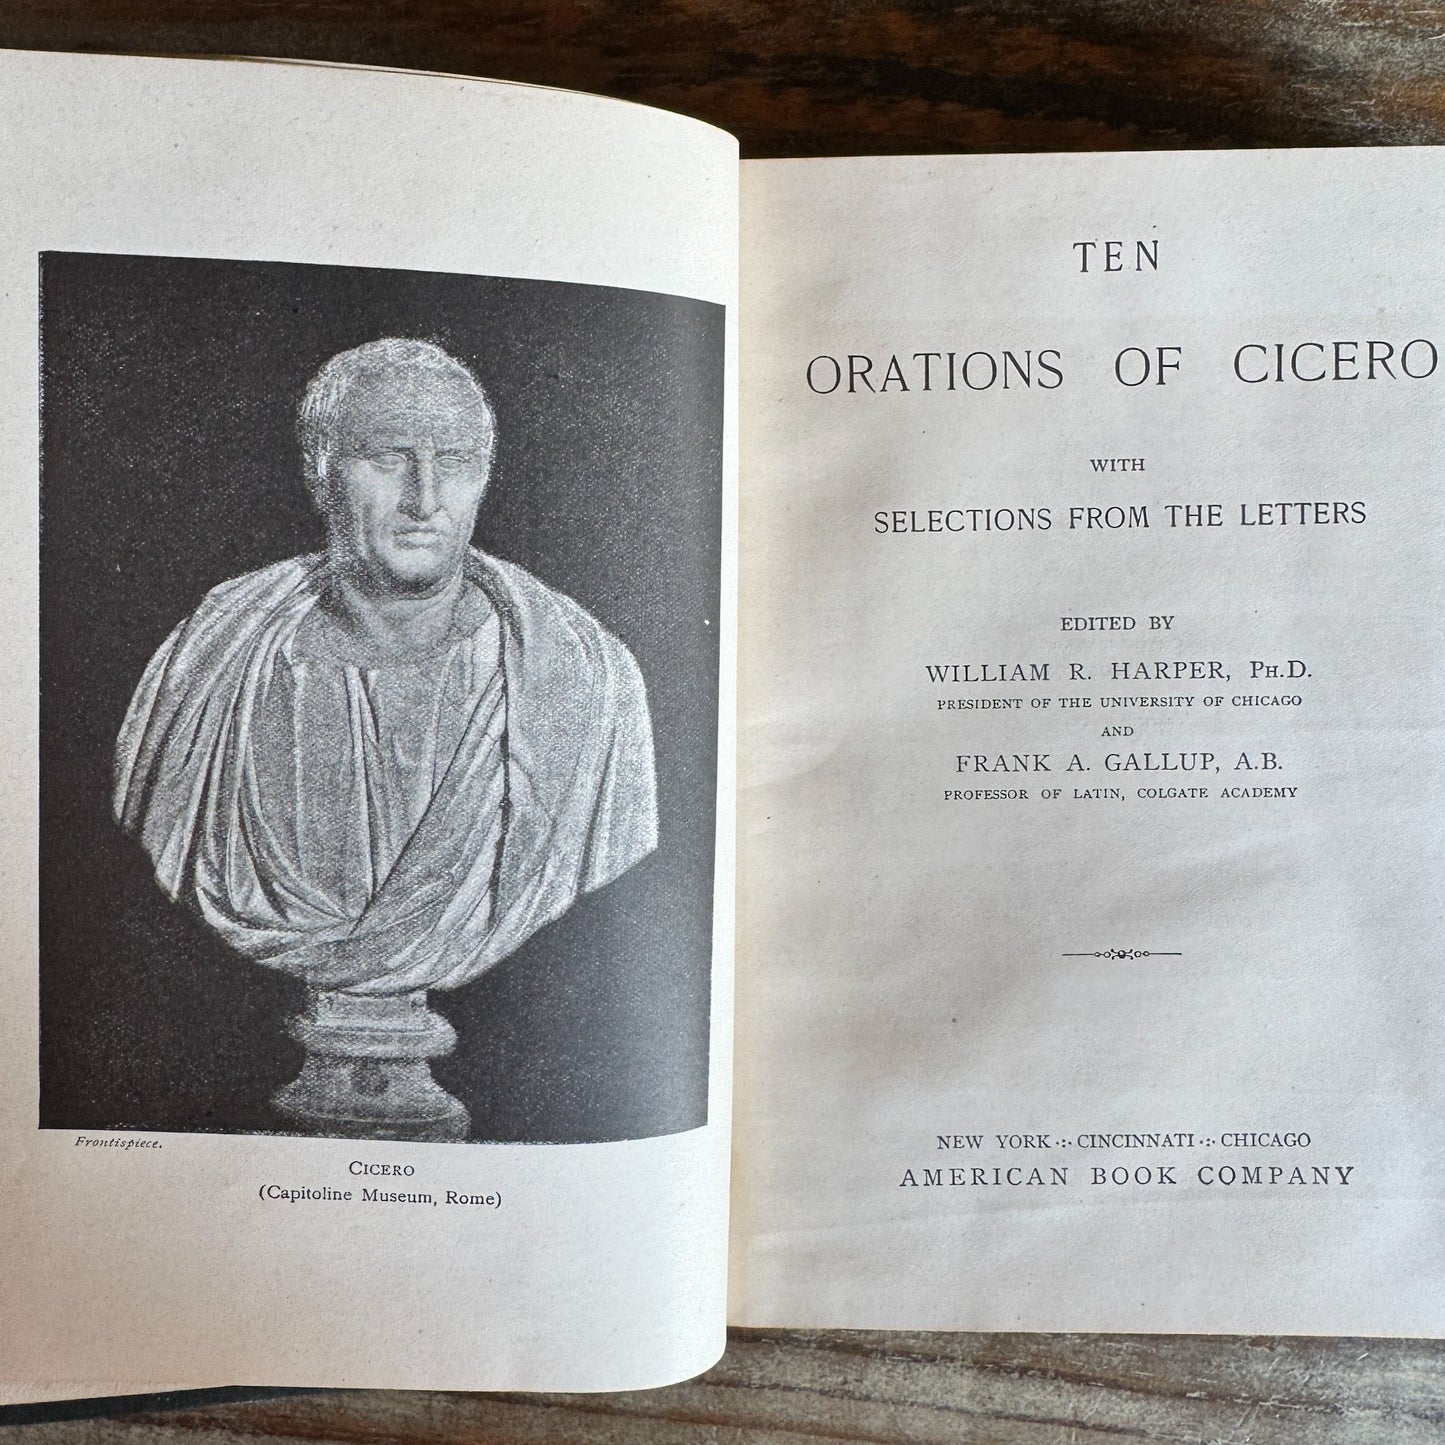 Frontispiece.
CICERO
(Capitoline Museum, Rome)
TEN
ORATIONS OF CICERO
WITH
SELECTIONS FROM THE LETTERS
EDITED BY
WILLIAM R. HARPER, PH.D.
PRESIDENT OF THE UNIVERSITY OF CHICAGO
AND
FRANK A. GALLUP, A.B.
PROFESSOR OF LATIN, COLGATE ACADEMY
NEW YORK ·:· CINCINNATI ·:· CHICAGO
AMERICAN BOOK COMPANY